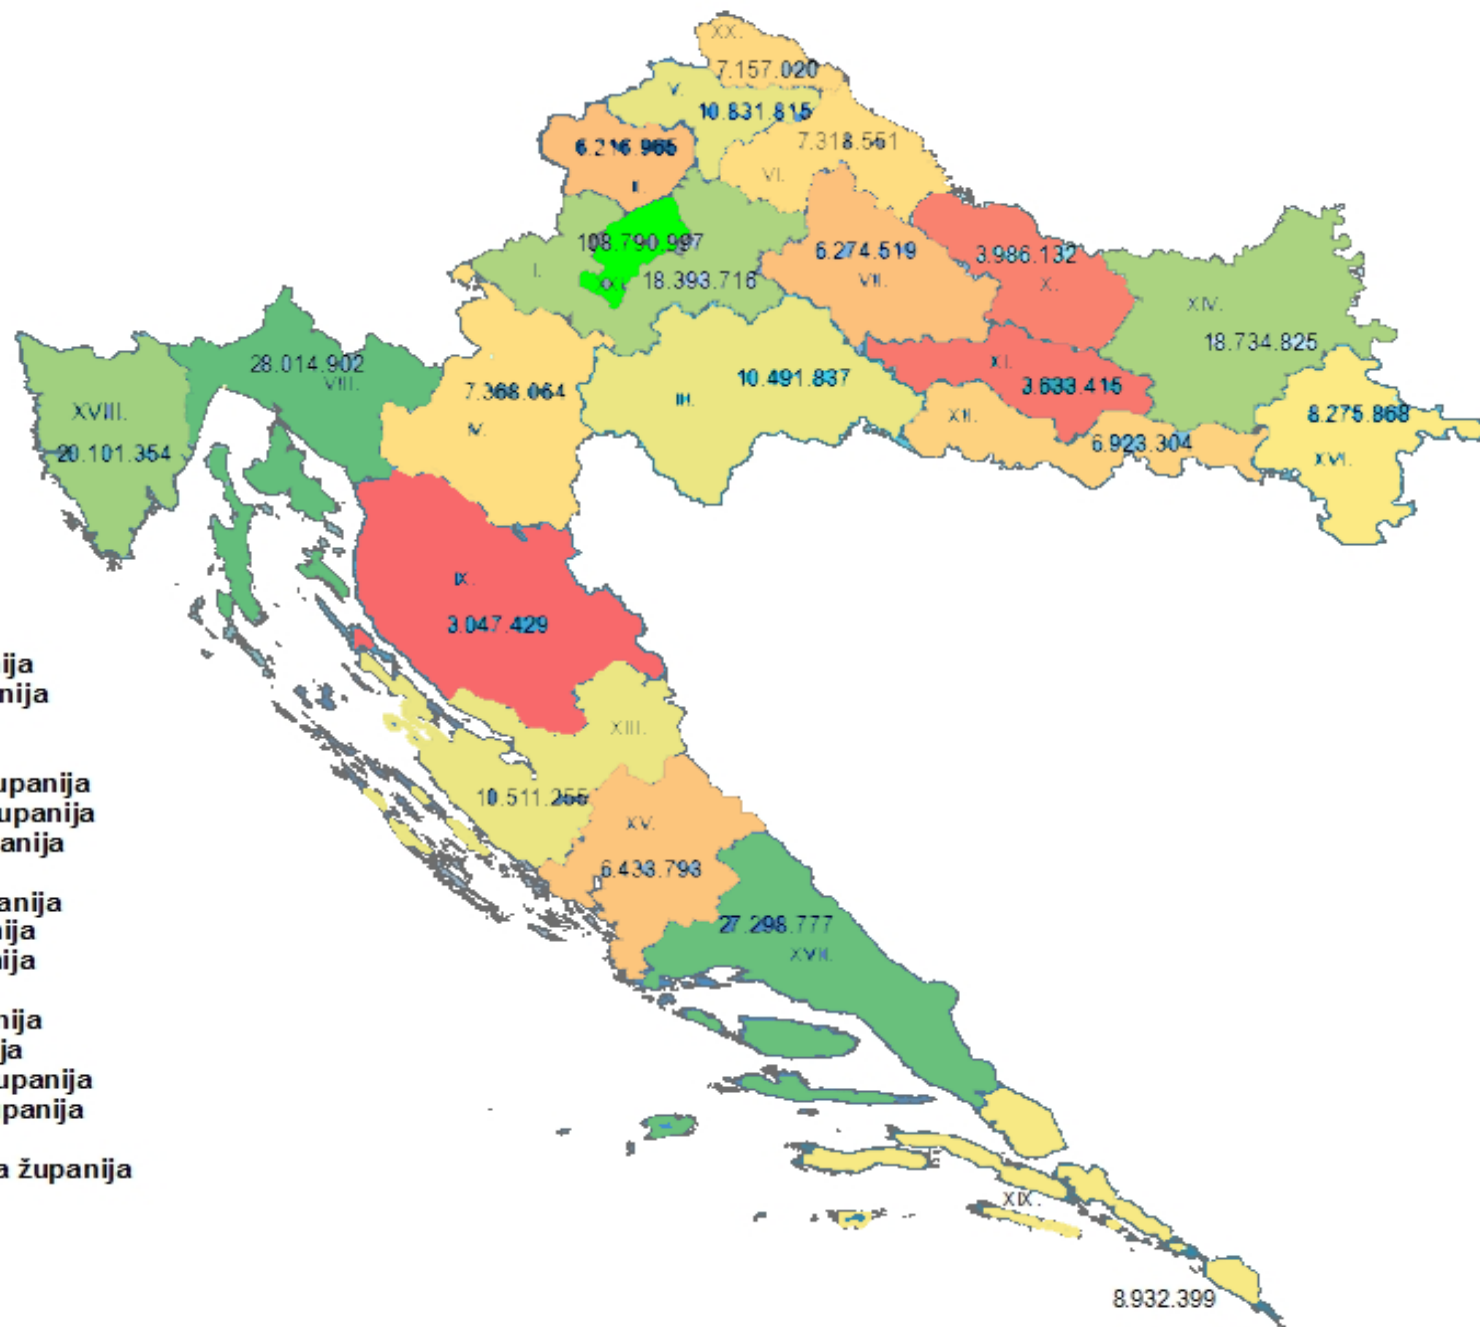 XX.
7.157.020
V.
10.831.815
6.216.965
II.
7.318.551
VI.
108.790.997
XXI.
I.
18.393.716
6.274.519
VII.
3.986.132
X.
XIV.
18.734.825
28.014.902
VIII.
XVIII.
20.101.354
7.368.064
IV.
10.491.837
III.
XI.
3.633.415
XII.
6.923.304
8.275.868
XVI.
IX.
3.047.429
XIII.
10.511.255
XV.
6.433.793
27.298.777
XVII.
XIX.
8.932.399
ija
nija
upanija
upanija
anija
anija
nija
nija
nija
ja
upanija
upanija
a županija